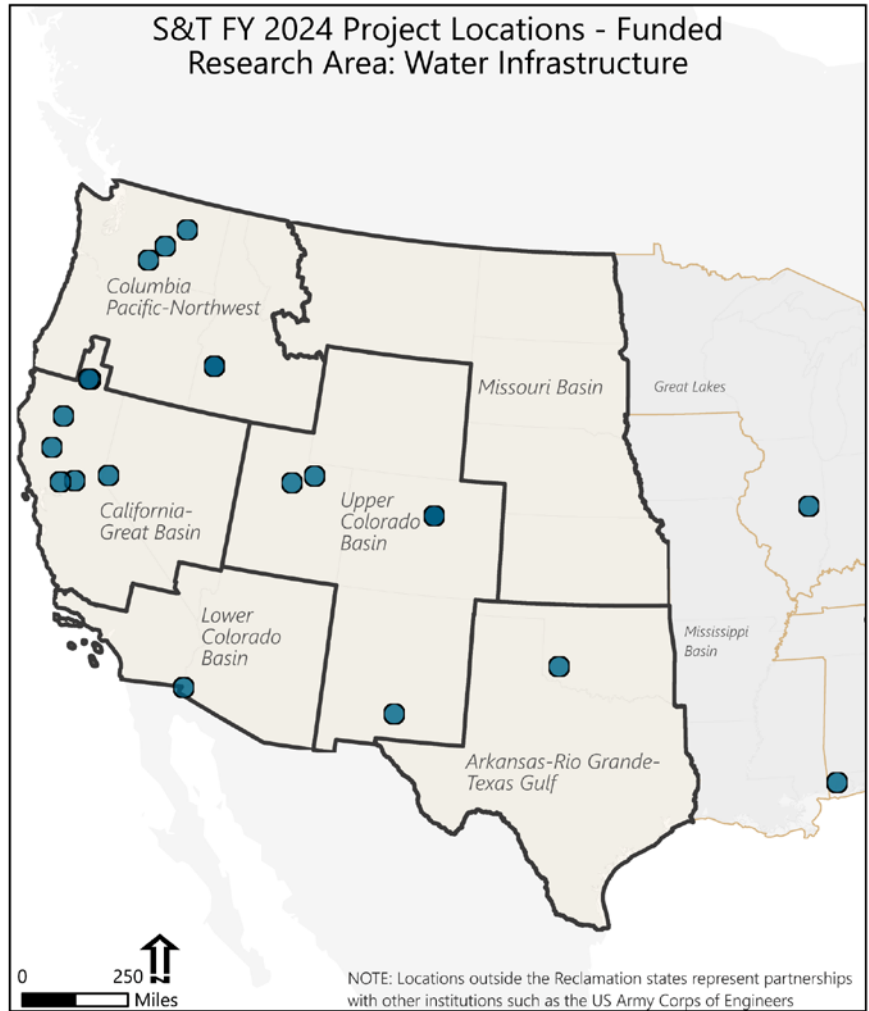 S&T FY 2024 Project Locations - Funded
Research Area: Water Infrastructure
Columbia
Pacific-Northwest
Missouri Basin
Great Lakes
California-
Great Basin
Upper
Colorado
Basin
Lower
Colorado
Basin
Mississippi
Basin
Arkansas-Rio Grande-
Texas Gulf
N
0 250
Miles
NOTE: Locations outside the Reclamation states represent partnerships
with other institutions such as the US Army Corps of Engineers